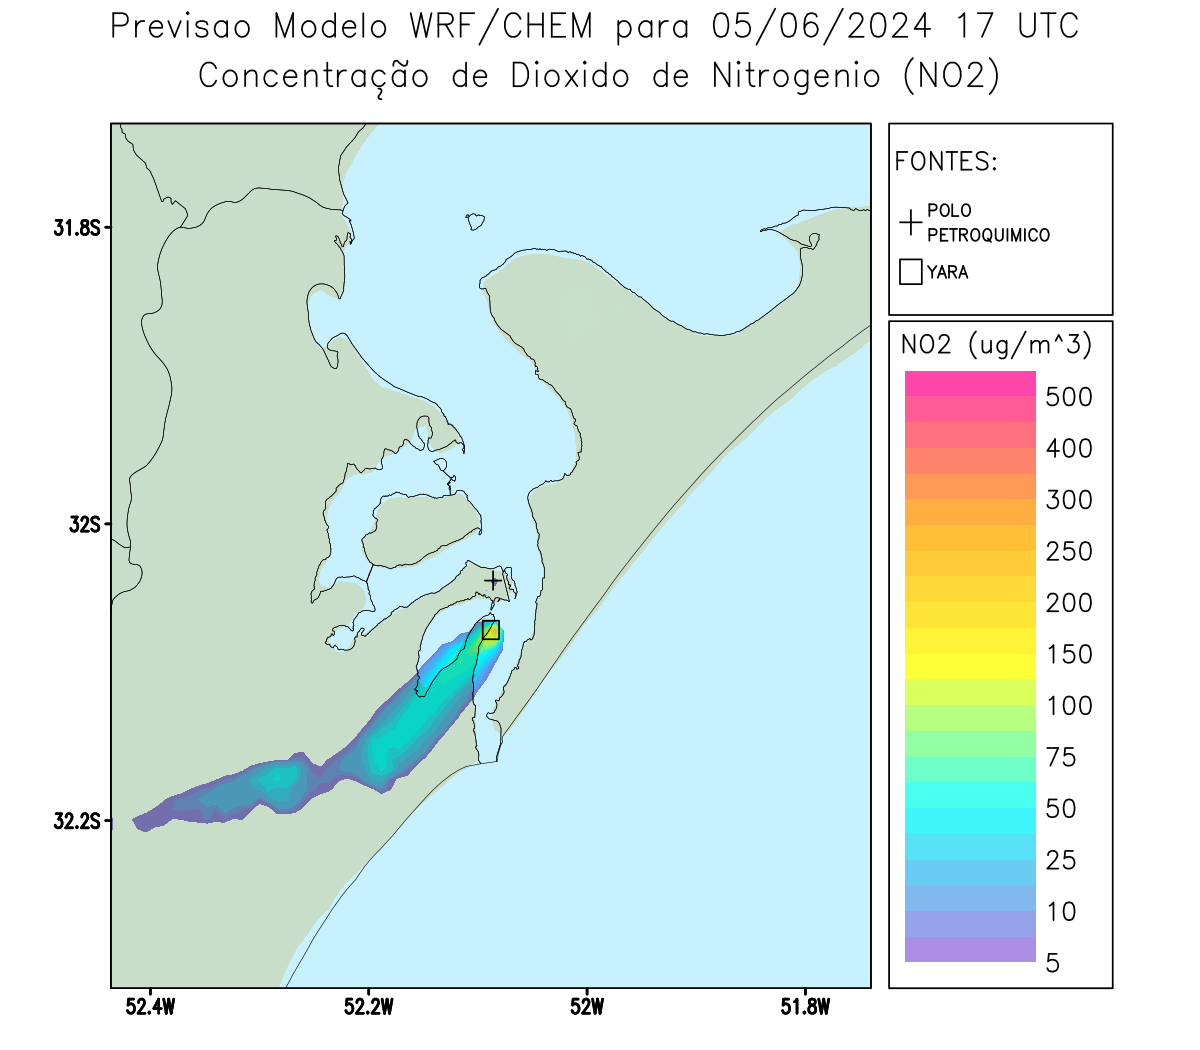 Previsao Modelo WRF/CHEM para 05/06/2024 17 UTC
Concentração de Dioxido de Nitrogenio (NO2)
FONTES:
POLO
PETROQUIMICO
YARA
NO2 (ug/m^3)
500
400
300
250
200
150
100
75
50
25
10
5
31.8S
32S
32.2S
52.4W
52.2W
52W
51.8W